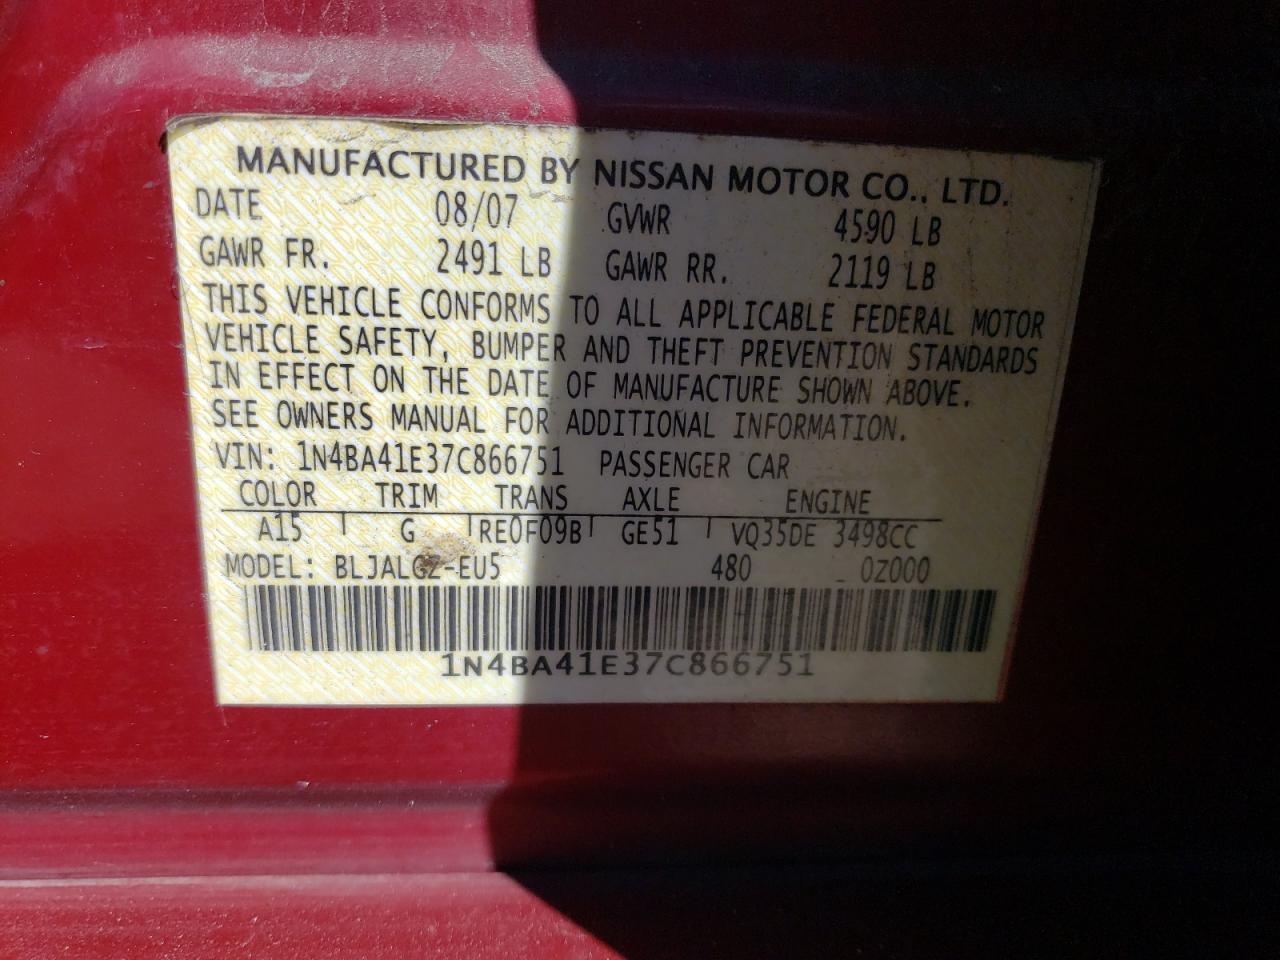 MANUFACTURED BY NISSAN MOTOR CO., LTD.
DATE 08/07 GVWR 4590 LB
GAWR FR. 2491 LB GAWR RR. 2119 LB
THIS VEHICLE CONFORMS TO ALL APPLICABLE FEDERAL MOTOR
VEHICLE SAFETY, BUMPER AND THEFT PREVENTION STANDARDS
IN EFFECT ON THE DATE OF MANUFACTURE SHOWN ABOVE.
SEE OWNERS MANUAL FOR ADDITIONAL INFORMATION.
VIN: 1N4BA41E37C866751 PASSENGER CAR
COLOR TRIM TRANS AXLE ENGINE
A15 G RE0F09B GE51 VQ35DE 3498CC
MODEL: BLJALGZ-EU5 480 _ 0Z000
1N4BA41E37C866751